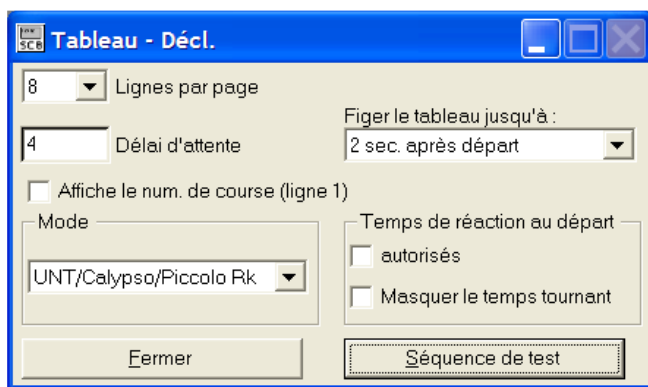 Tableau - Décl.
8 Lignes par page
Figer le tableau jusqu'à :
4 Délai d'attente
2 sec. après départ
Affiche le num. de course (ligne 1)
Mode
Temps de réaction au départ
autorisés
UNT/Calypso/Piccolo Rk
Masquer le temps tournant
Fermer
Séquence de test